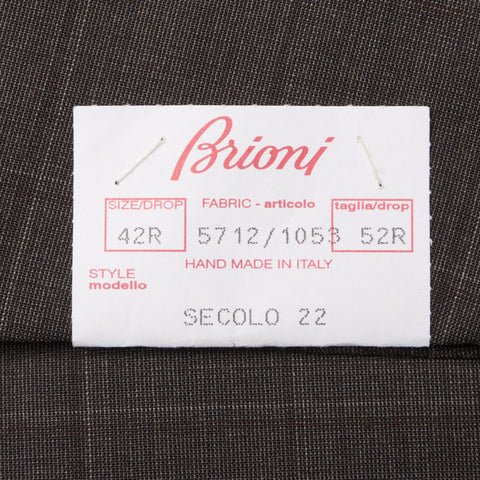 Brioni
SIZE/DROP FABRIC - articolo taglia/drop
42R 5712/1053 52R
HAND MADE IN ITALY
STYLE
modello
SECOLO 22